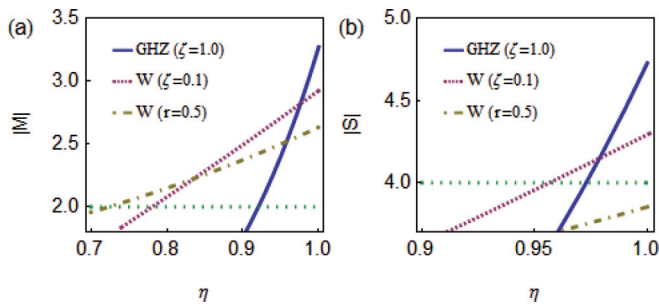 (a)
3.5
3.0
2.5
2.0
|M|
GHZ (ζ=1.0)
W (ζ=0.1)
W (r=0.5)
0.7 0.8 0.9 1.0
η
(b)
5.0
4.5
4.0
|S|
GHZ (ζ=1.0)
W (ζ=0.1)
W (r=0.5)
0.9 0.95 1.0
η